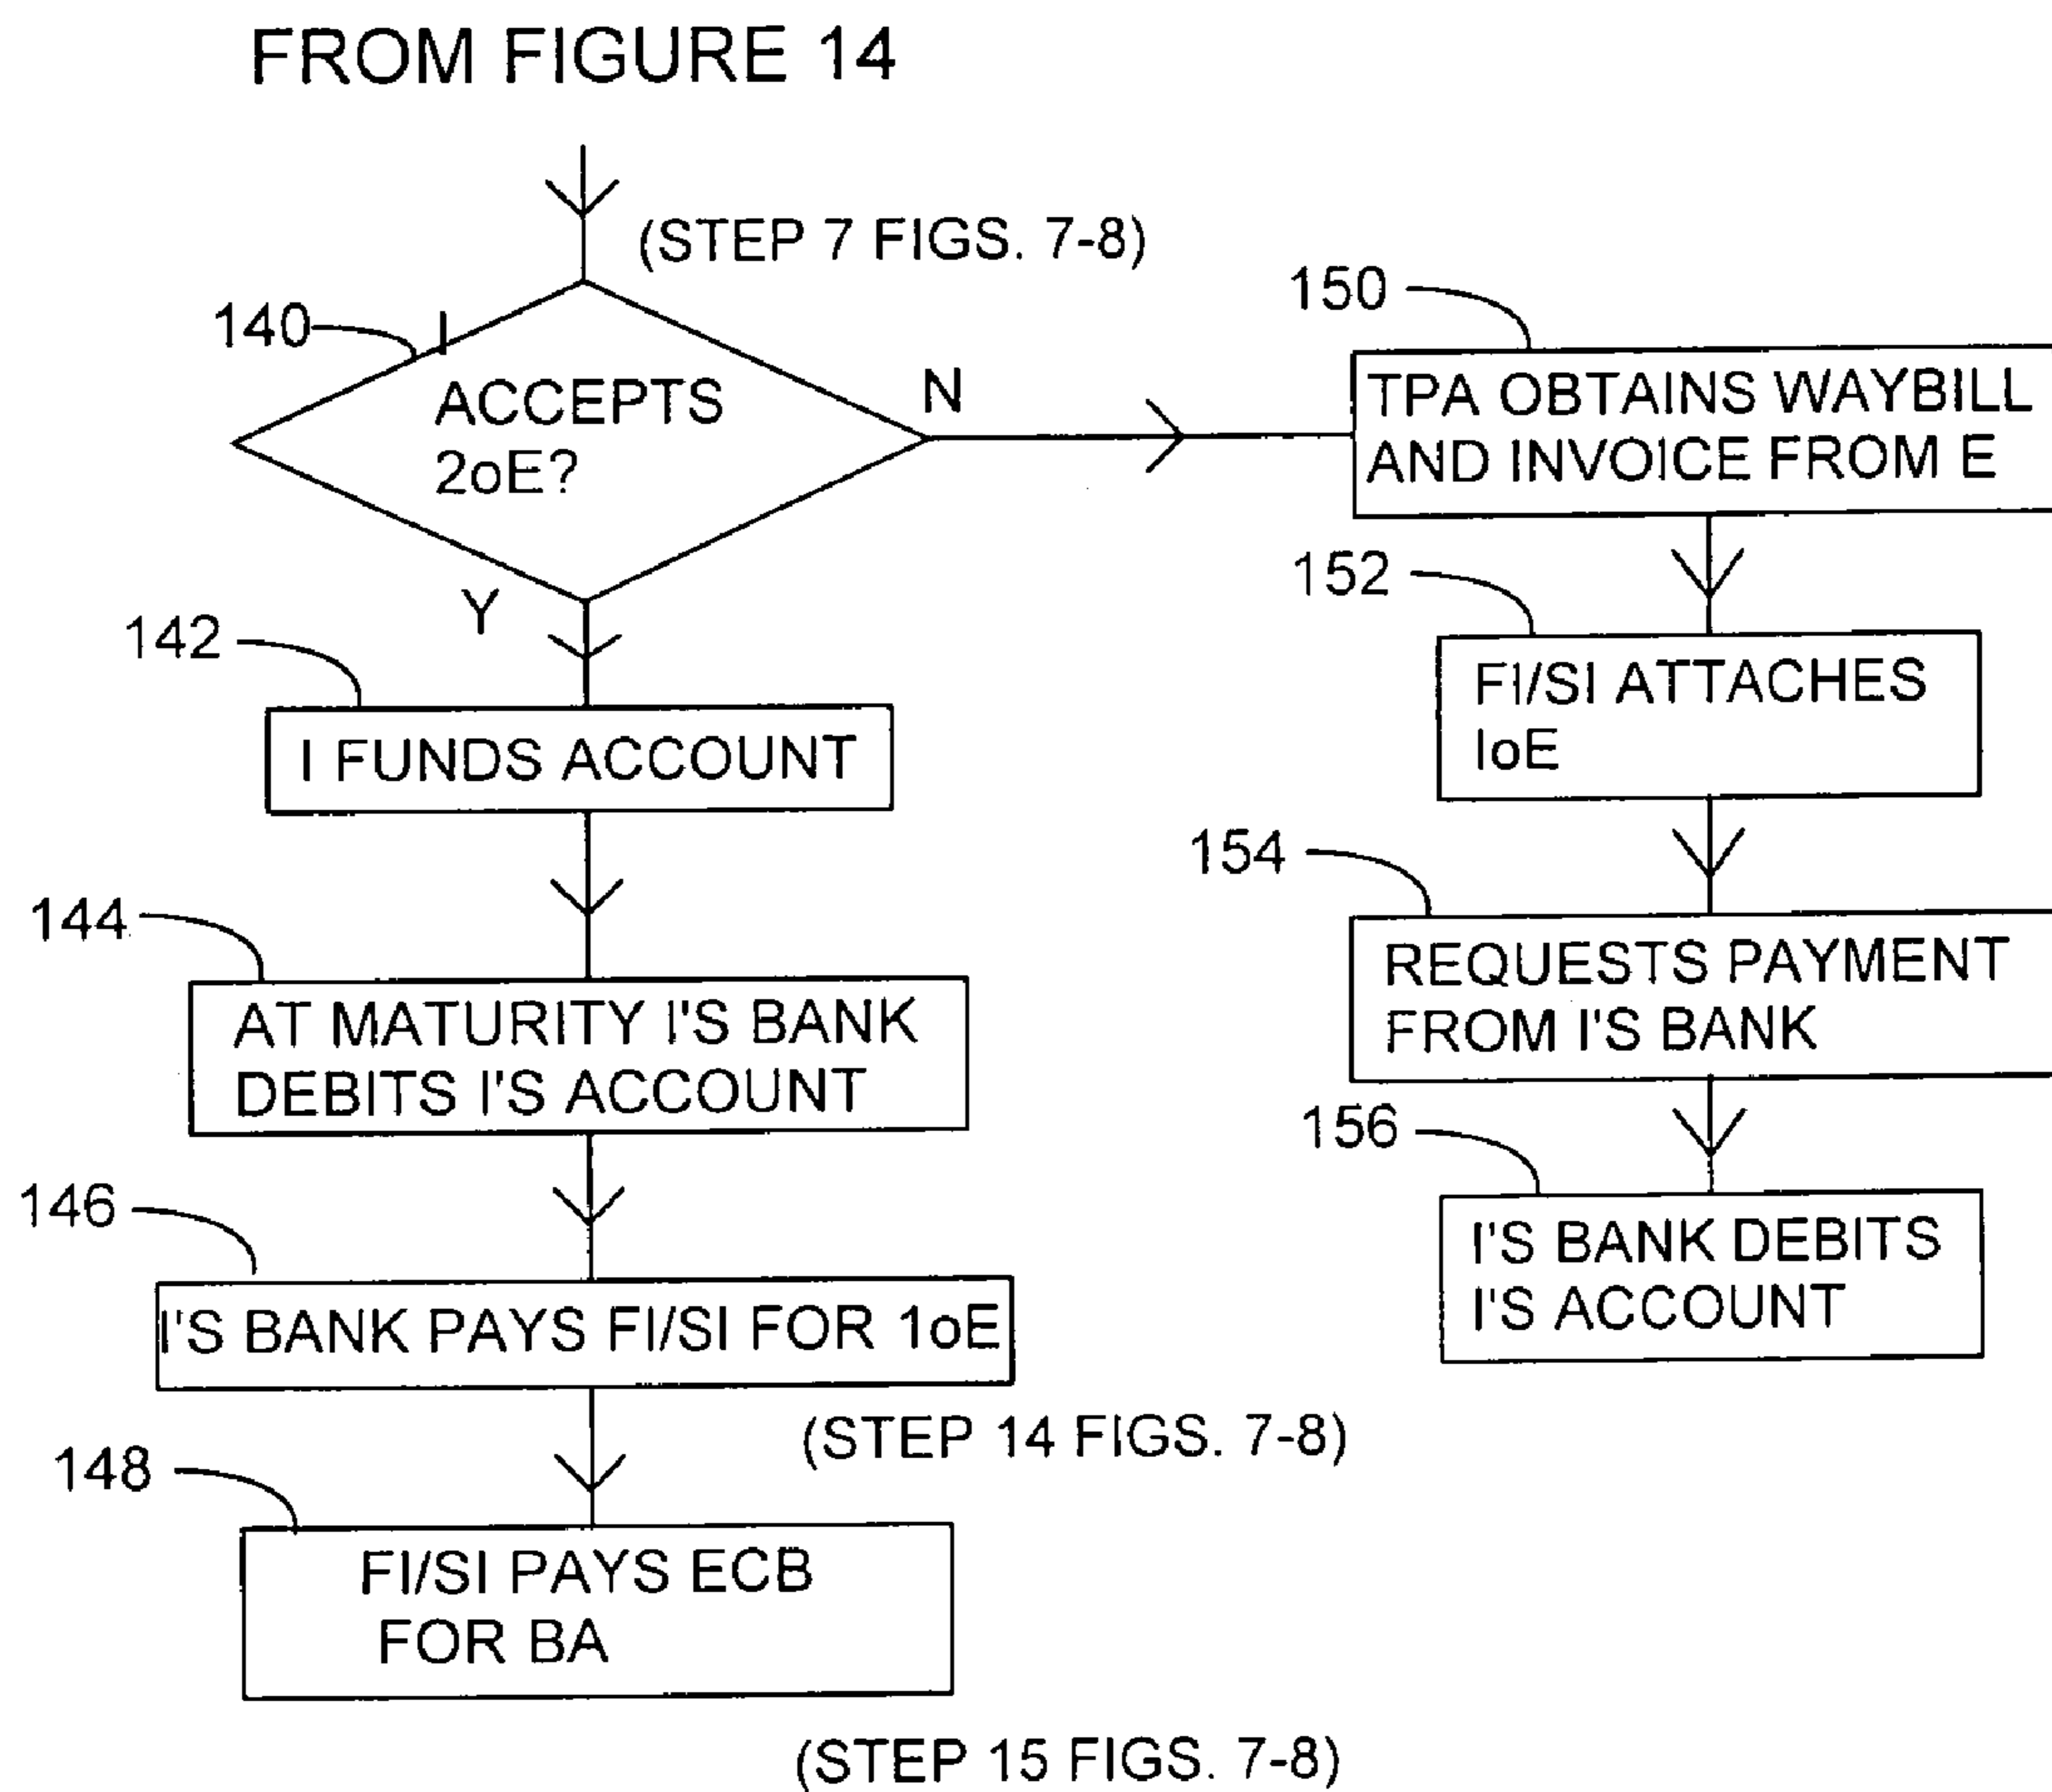 FROM FIGURE 14
(STEP 7 FIGS. 7-8)
140
I
ACCEPTS
2oE?
N
Y
142
I FUNDS ACCOUNT
144
AT MATURITY I'S BANK
DEBITS I'S ACCOUNT
146
I'S BANK PAYS FI/SI FOR 1oE
(STEP 14 FIGS. 7-8)
148
FI/SI PAYS ECB
FOR BA
(STEP 15 FIGS. 7-8)
150
TPA OBTAINS WAYBILL
AND INVOICE FROM E
152
FI/SI ATTACHES
IoE
154
REQUESTS PAYMENT
FROM I'S BANK
156
I'S BANK DEBITS
I'S ACCOUNT